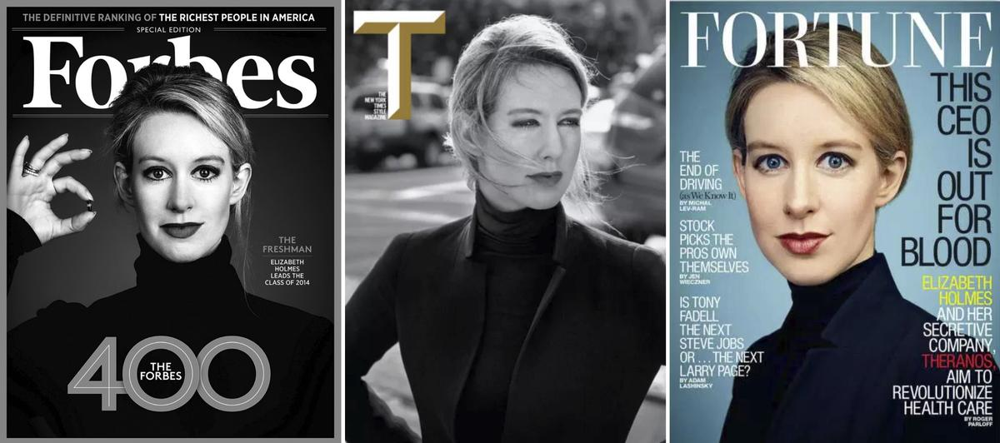 THE DEFINITIVE RANKING OF THE RICHEST PEOPLE IN AMERICA
SPECIAL EDITION
Forbes
THE
FRESHMAN
ELIZABETH
HOLMES
LEADS THE
CLASS OF 2014
400
THE
FORBES
T
THE
NEW YORK
TIMES
STYLE
MAGAZINE
FORTUNE
THIS
CEO
IS
OUT
FOR
BLOOD
ELIZABETH
HOLMES
AND HER
SECRETIVE
COMPANY,
THERANOS,
AIM TO
REVOLUTIONIZE
HEALTH CARE
BY ROGER
PARLOFF
THE
END OF
DRIVING
(as We Know It)
BY MICHAL
LEV-RAM
STOCK
PICKS THE
PROS OWN
THEMSELVES
BY JEN
WIECZNER
IS TONY
FADELL
THE NEXT
STEVE JOBS
OR ... THE NEXT
LARRY PAGE?
BY ADAM
LASHINSKY